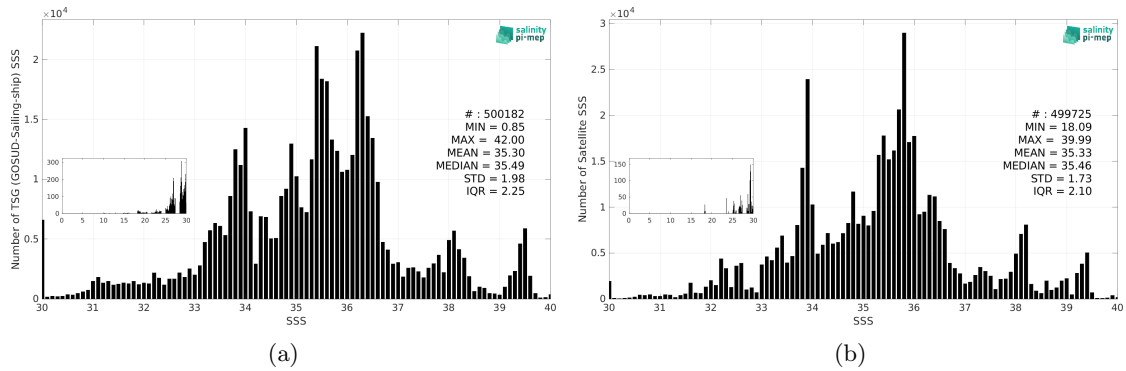 ×10⁴
2
1.5
1
0.5
0
Number of TSG (GOSUD-Sailing-ship) SSS
salinity
pi-mep
# : 500182
MIN = 0.85
MAX = 42.00
MEAN = 35.30
MEDIAN = 35.49
STD = 1.98
IQR = 2.25
300
200
100
0
0 5 10 15 20 25 30
30 31 32 33 34 35 36 37 38 39 40
SSS
(a)
×10⁴
3
2.5
2
1.5
1
0.5
0
Number of Satellite SSS
salinity
pi-mep
# : 499725
MIN = 18.09
MAX = 39.99
MEAN = 35.33
MEDIAN = 35.46
STD = 1.73
IQR = 2.10
150
100
50
0
0 5 10 15 20 25 30
30 31 32 33 34 35 36 37 38 39 40
SSS
(b)